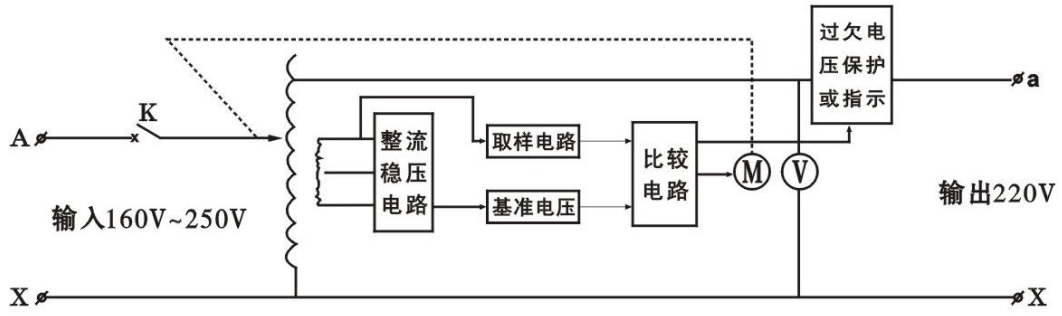 过欠电
压保护
或指示
a
K
A
整流
稳压
电路
取样电路
比较
电路
M
V
基准电压
输入160V~250V
输出220V
X
X